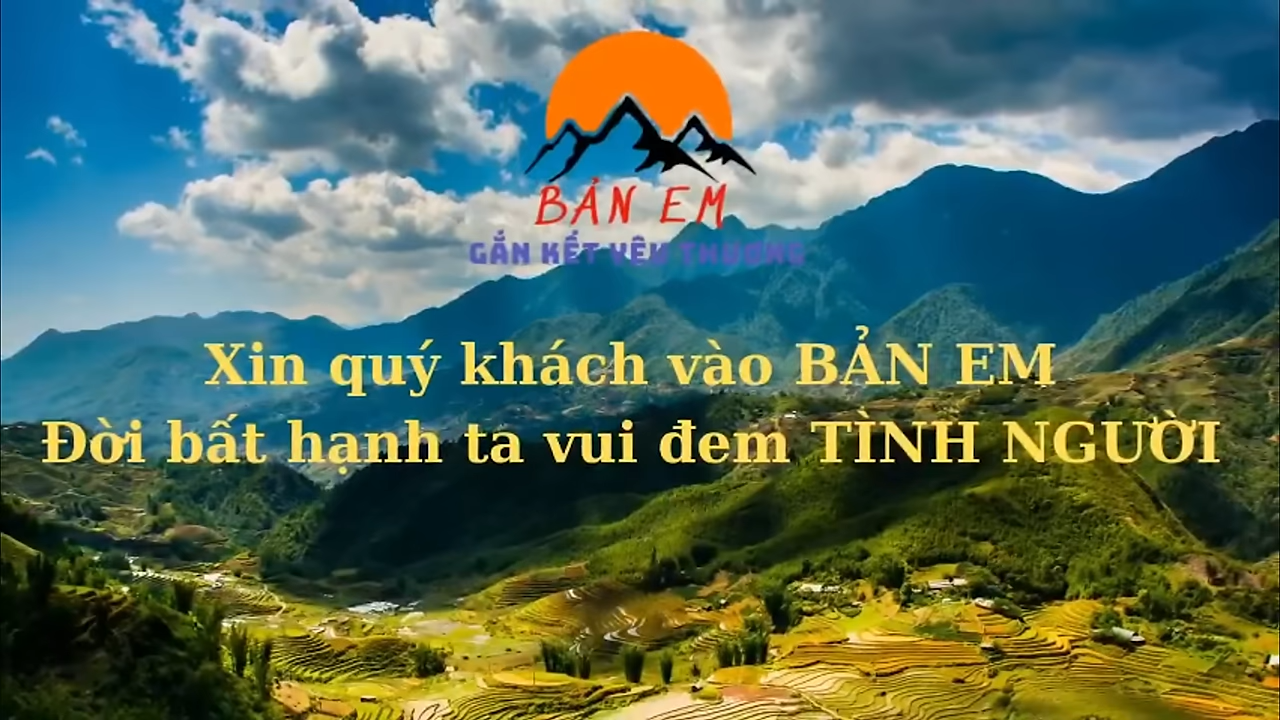 BẢN EM
GẮN KẾT YÊU THƯƠNG
Xin quý khách vào BẢN EM
Đời bất hạnh ta vui đem TÌNH NGƯỜI